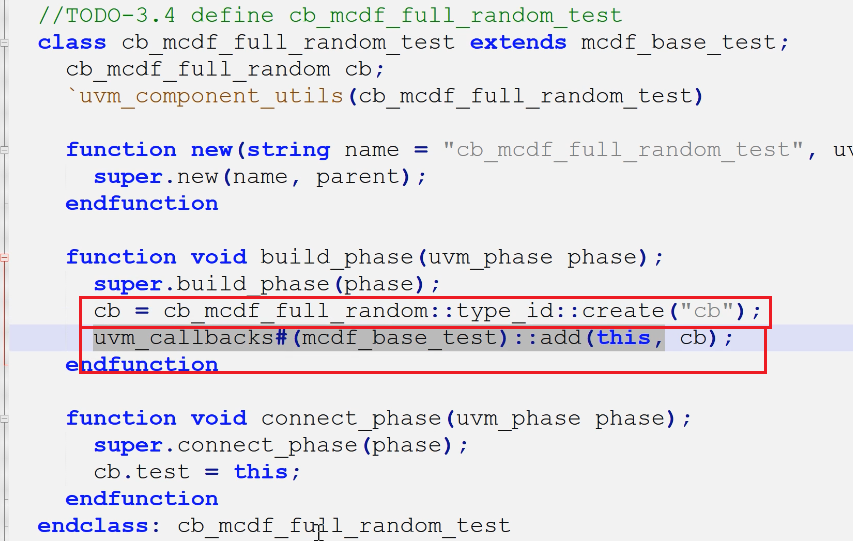 //TODO-3.4 define cb_mcdf_full_random_test
class cb_mcdf_full_random_test extends mcdf_base_test;
cb_mcdf_full_random cb;
`uvm_component_utils(cb_mcdf_full_random_test)
function new(string name = "cb_mcdf_full_random_test", uv
super.new(name, parent);
endfunction
function void build_phase(uvm_phase phase);
super.build_phase(phase);
cb = cb_mcdf_full_random::type_id::create("cb");
uvm_callbacks#(mcdf_base_test)::add(this, cb);
endfunction
function void connect_phase(uvm_phase phase);
super.connect_phase(phase);
cb.test = this;
endfunction
endclass: cb_mcdf_full_random_test